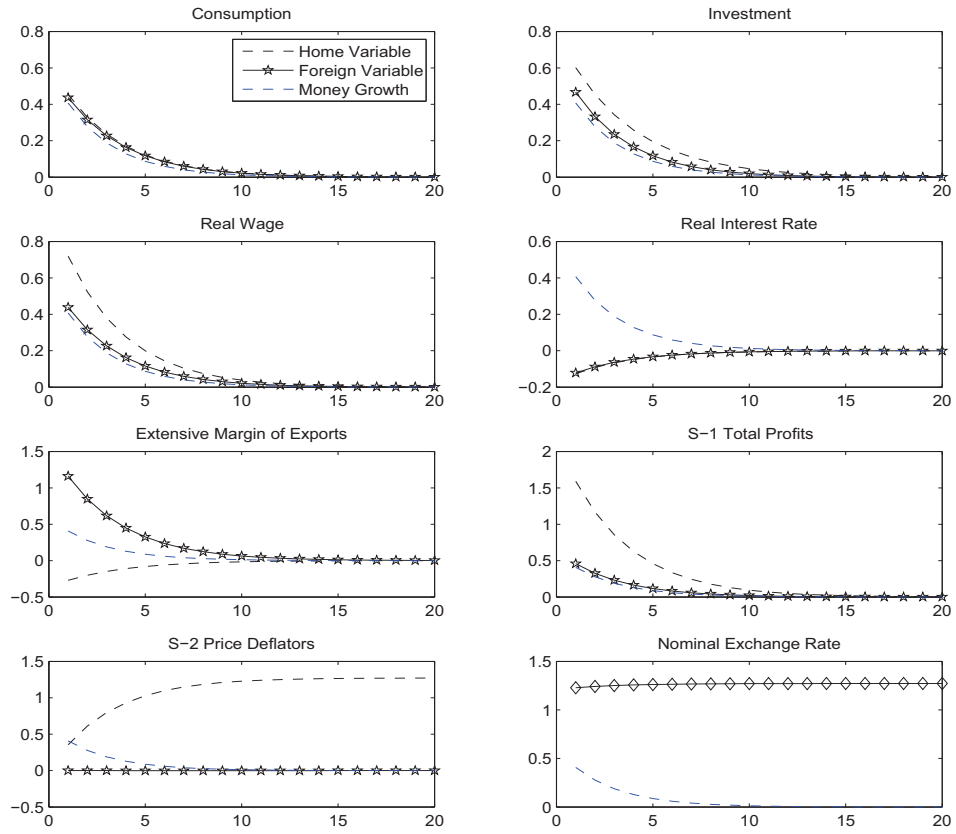 Consumption
0.8
0.6
0.4
0.2
0
0 5 10 15 20
Home Variable
Foreign Variable
Money Growth
Investment
0.8
0.6
0.4
0.2
0
0 5 10 15 20
Real Wage
0.8
0.6
0.4
0.2
0
0 5 10 15 20
Real Interest Rate
0.6
0.4
0.2
0
−0.2
0 5 10 15 20
Extensive Margin of Exports
1.5
1
0.5
0
−0.5
0 5 10 15 20
S−1 Total Profits
2
1.5
1
0.5
0
0 5 10 15 20
S−2 Price Deflators
1.5
1
0.5
0
−0.5
0 5 10 15 20
Nominal Exchange Rate
1.5
1
0.5
0
0 5 10 15 20